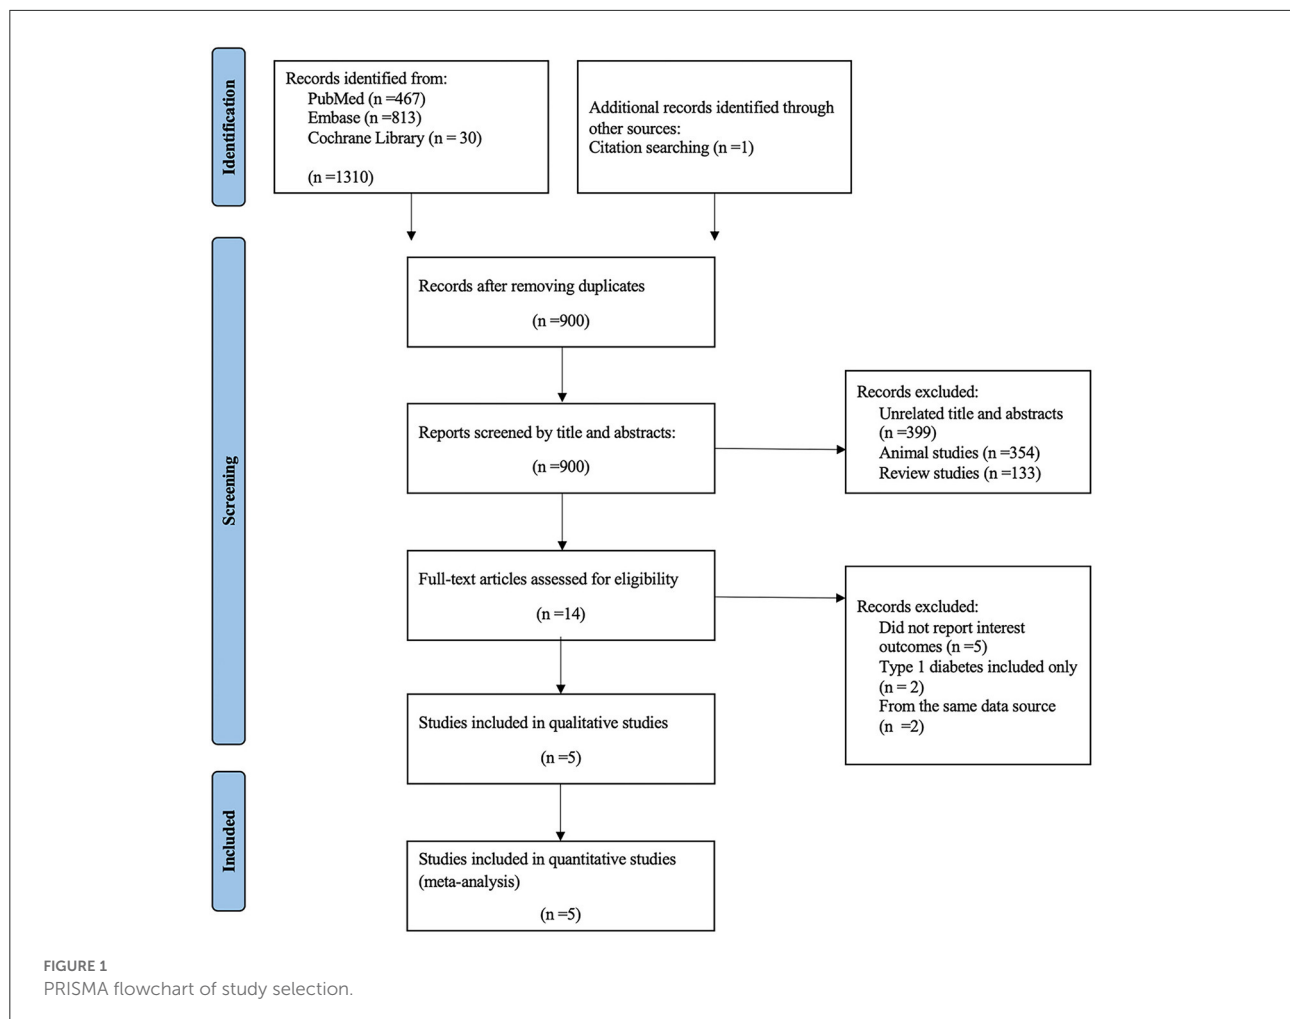 Identification
Records identified from:
PubMed (n =467)
Embase (n =813)
Cochrane Library (n = 30)
(n =1310)
Additional records identified through
other sources:
Citation searching (n =1)
Screening
Records after removing duplicates
(n =900)
Reports screened by title and abstracts:
(n =900)
Records excluded:
Unrelated title and abstracts
(n =399)
Animal studies (n =354)
Review studies (n =133)
Full-text articles assessed for eligibility
(n =14)
Records excluded:
Did not report interest
outcomes (n =5)
Type 1 diabetes included only
(n = 2)
From the same data source
(n =2)
Studies included in qualitative studies
(n =5)
Included
Studies included in quantitative studies
(meta-analysis)
(n =5)
FIGURE 1
PRISMA flowchart of study selection.